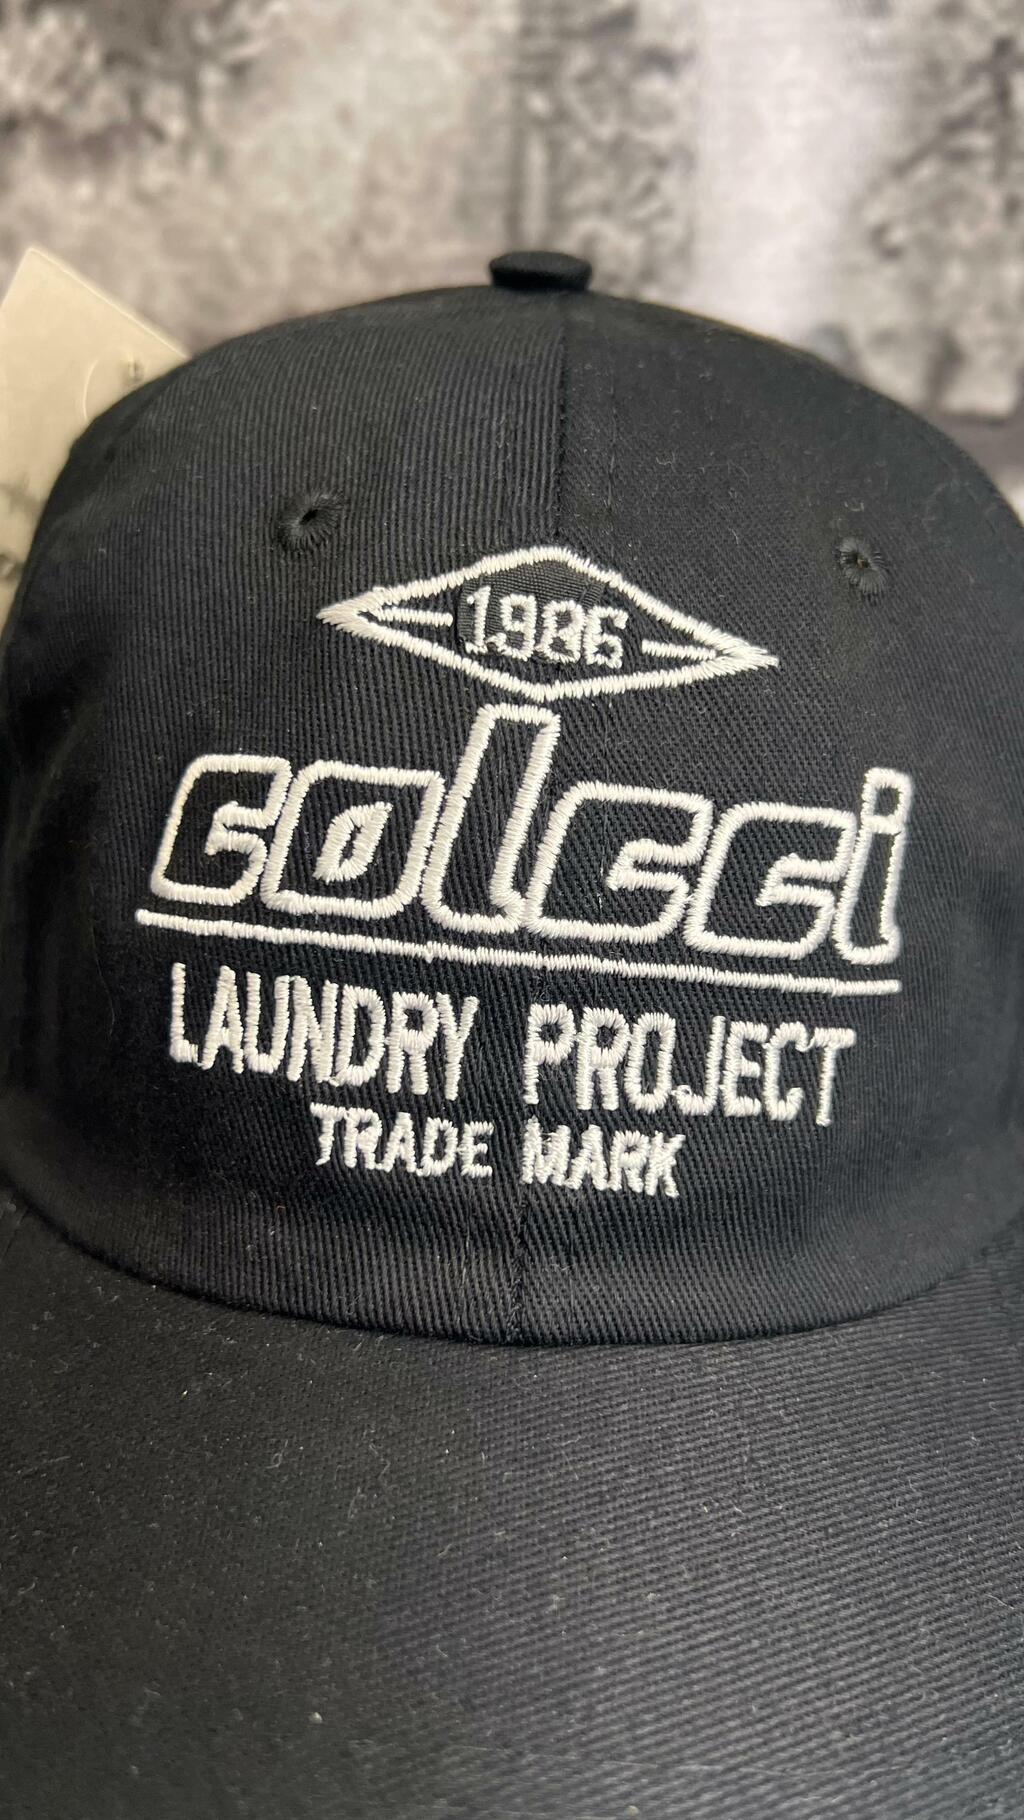 1986
colcci
LAUNDRY PROJECT
TRADE MARK